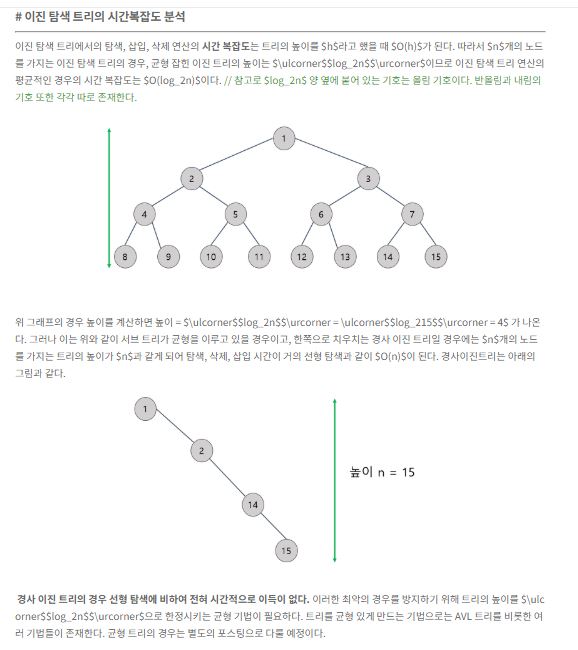 # 이진 탐색 트리의 시간복잡도 분석
이진 탐색 트리에서의 탐색, 삽입, 삭제 연산의 시간 복잡도는 트리의 높이를 $h$라고 했을 때 $O(h)$가 된다. 따라서 $n$개의 노드
를 가지는 이진 탐색 트리의 경우, 균형 잡힌 이진 트리의 높이는 $\ulcorner$$log_2n$$\urcorner$이므로 이진 탐색 트리 연산의
평균적인 경우의 시간 복잡도는 $O(log_2n)$이다. // 참고로 $log_2n$ 양 옆에 붙어 있는 기호는 올림 기호이다. 반올림과 내림의
기호 또한 각각 따로 존재한다.
1
2 3
4 5 6 7
8 9 10 11 12 13 14 15
위 그래프의 경우 높이를 계산하면 높이 = $\ulcorner$$log_2n$$\urcorner = \ulcorner$$log_215$$\urcorner = 4$ 가 나온
다. 그러나 이는 위와 같이 서브 트리가 균형을 이루고 있을 경우이고, 한쪽으로 치우치는 경사 이진 트리일 경우에는 $n$개의 노드
를 가지는 트리의 높이가 $n$과 같게 되어 탐색, 삭제, 삽입 시간이 거의 선형 탐색과 같이 $O(n)$이 된다. 경사이진트리는 아래의
그림과 같다.
1
2
높이 n = 15
14
15
경사 이진 트리의 경우 선형 탐색에 비하여 전혀 시간적으로 이득이 없다. 이러한 최악의 경우를 방지하기 위해 트리의 높이를 $\ulc
orner$$log_2n$$\urcorner$으로 한정시키는 균형 기법이 필요하다. 트리를 균형 있게 만드는 기법으로는 AVL 트리를 비롯한 여
러 기법들이 존재한다. 균형 트리의 경우는 별도의 포스팅으로 다룰 예정이다.